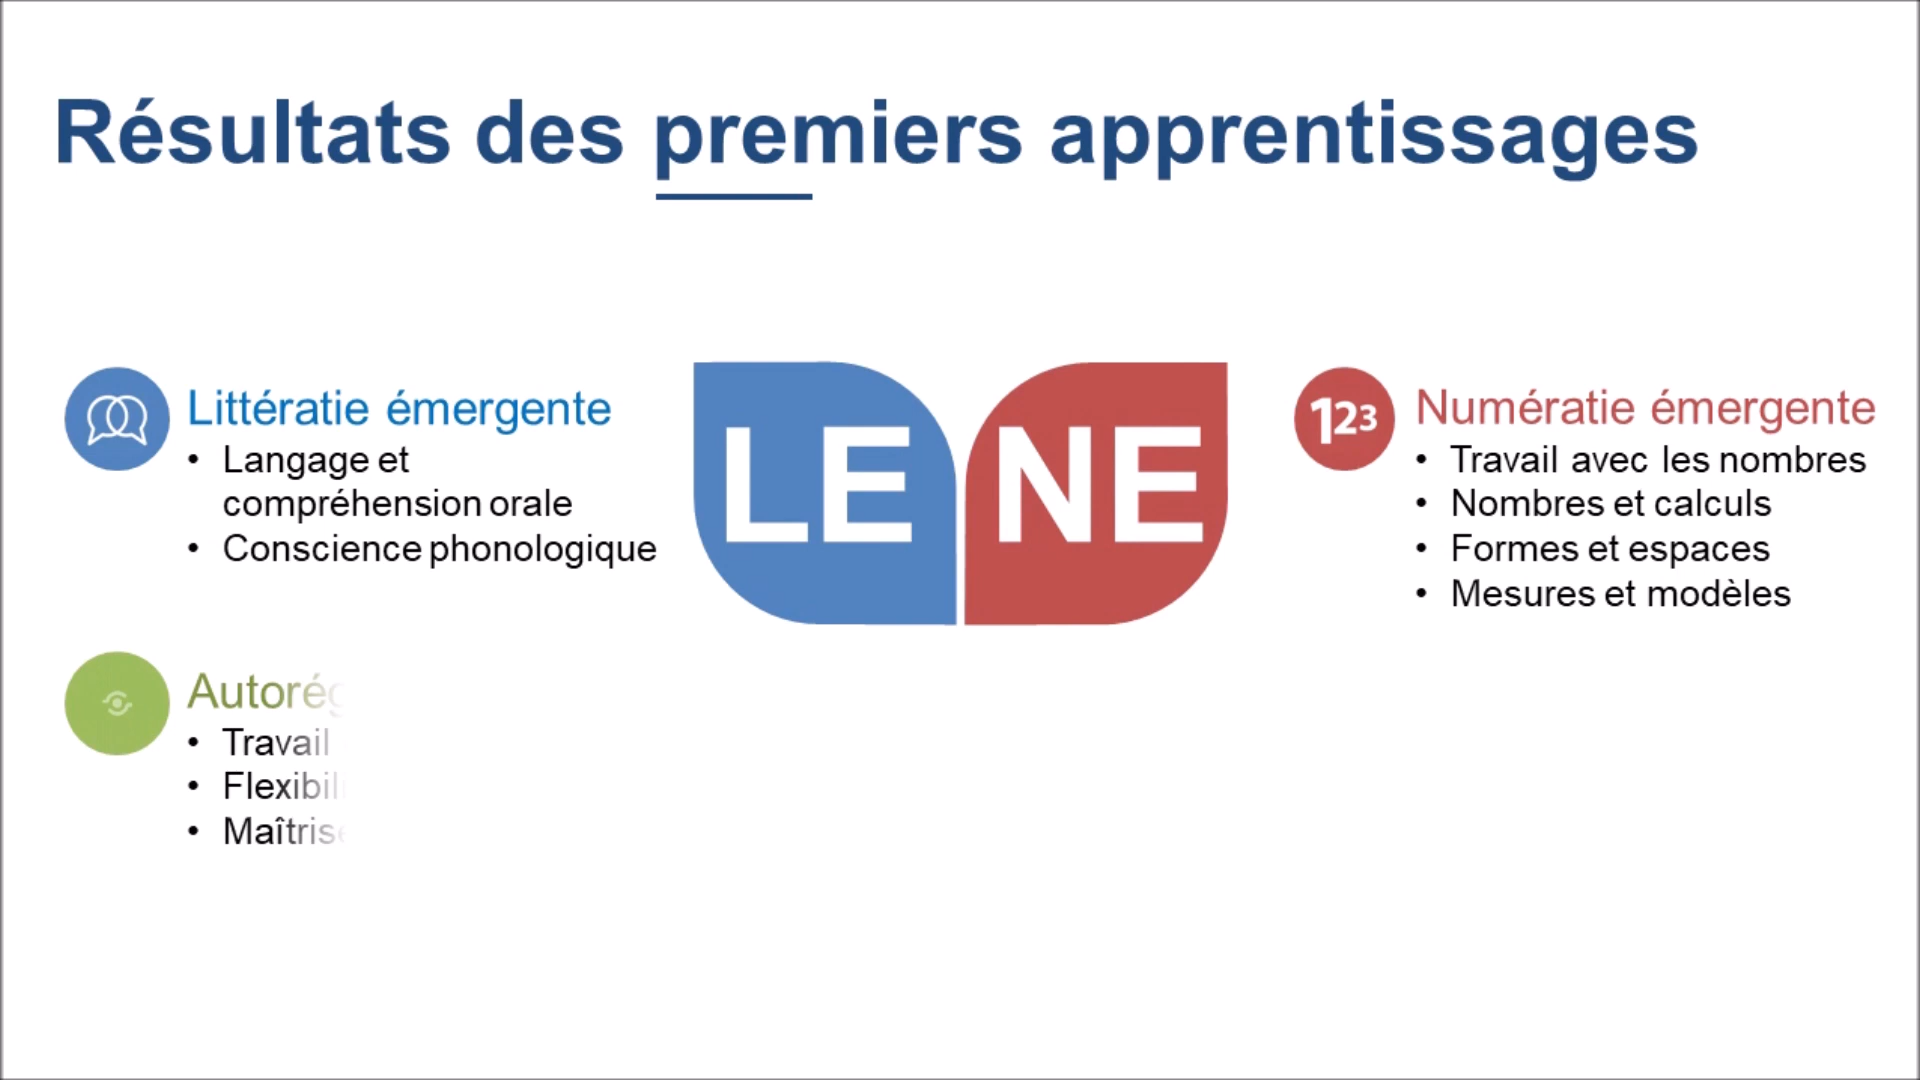 Résultats des premiers apprentissages
Littératie émergente
• Langage et
compréhension orale
• Conscience phonologique
LE NE
123
Numératie émergente
• Travail avec les nombres
• Nombres et calculs
• Formes et espaces
• Mesures et modèles
• Travail